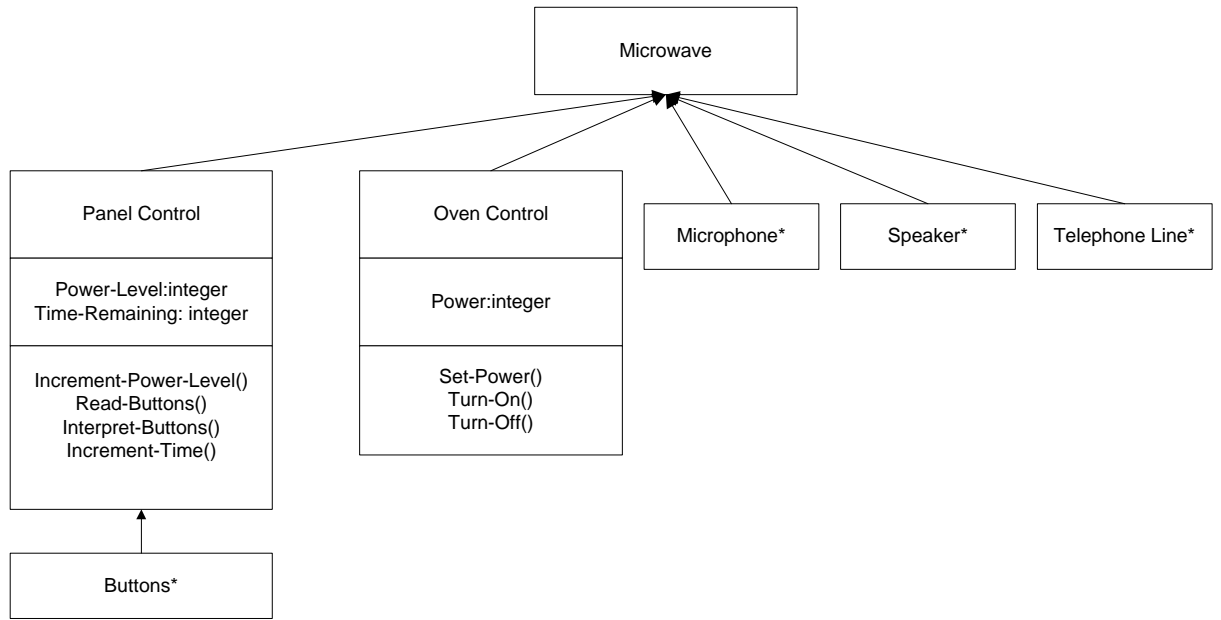 Microwave
Panel Control
Power-Level:integer
Time-Remaining: integer
Increment-Power-Level()
Read-Buttons()
Interpret-Buttons()
Increment-Time()
Buttons*
Oven Control
Power:integer
Set-Power()
Turn-On()
Turn-Off()
Microphone*
Speaker*
Telephone Line*